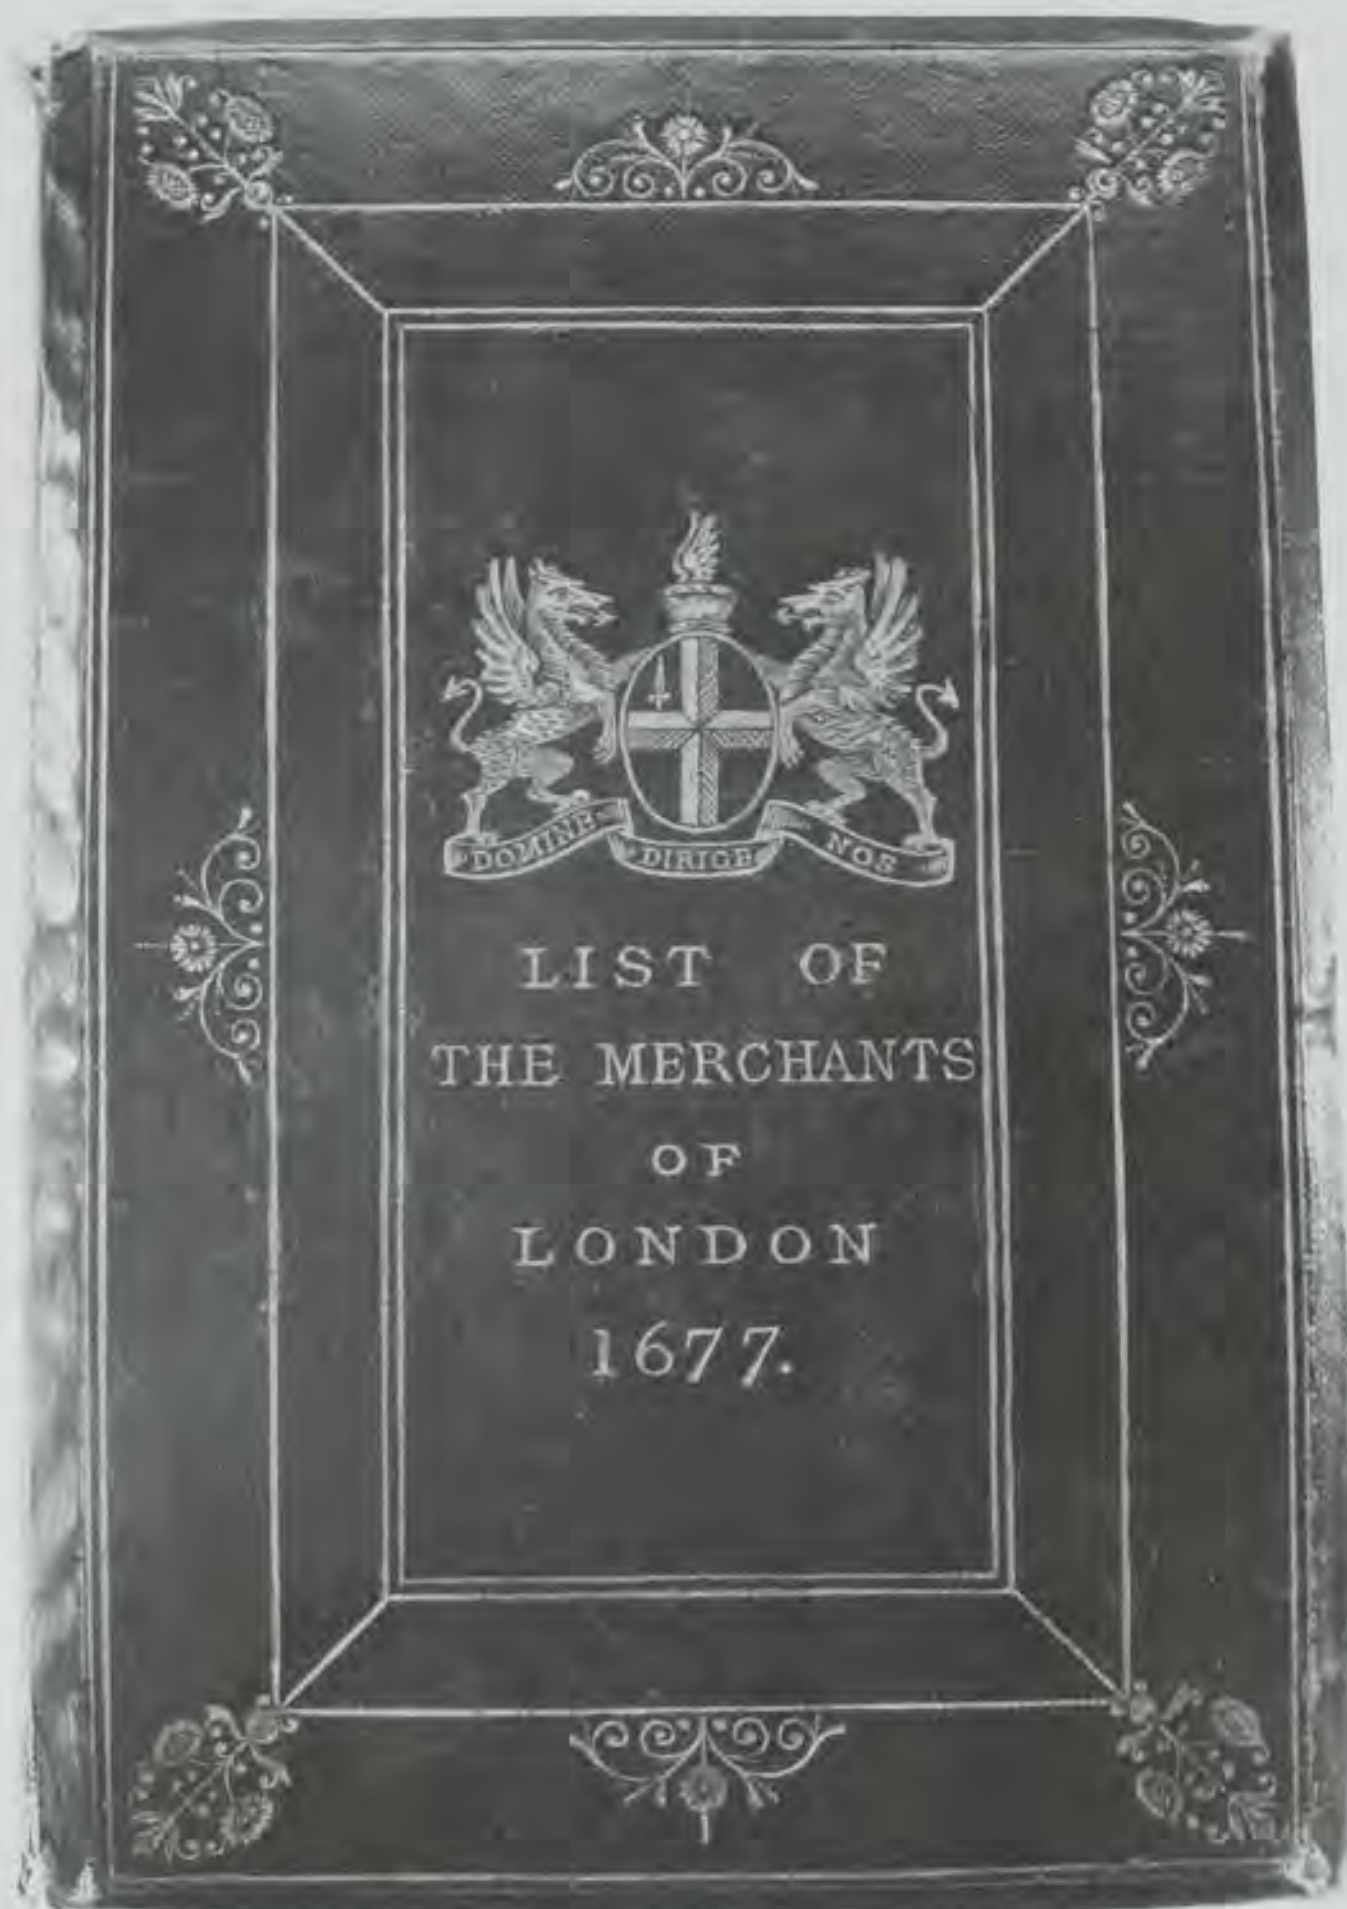 DOMINE DIRIGE NOS
LIST OF
THE MERCHANTS
OF
LONDON
1677.